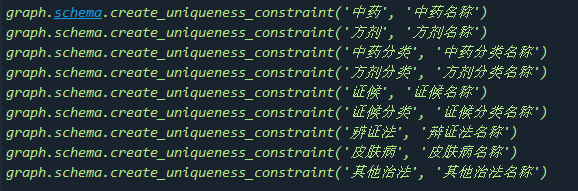 graph.schema.create_uniqueness_constraint('中药', '中药名称')
graph.schema.create_uniqueness_constraint('方剂', '方剂名称')
graph.schema.create_uniqueness_constraint('中药分类', '中药分类名称')
graph.schema.create_uniqueness_constraint('方剂分类', '方剂分类名称')
graph.schema.create_uniqueness_constraint('证候', '证候名称')
graph.schema.create_uniqueness_constraint('证候分类', '证候分类名称')
graph.schema.create_uniqueness_constraint('辨证法', '辩证法名称')
graph.schema.create_uniqueness_constraint('皮肤病', '皮肤病名称')
graph.schema.create_uniqueness_constraint('其他治法', '其他治法名称')